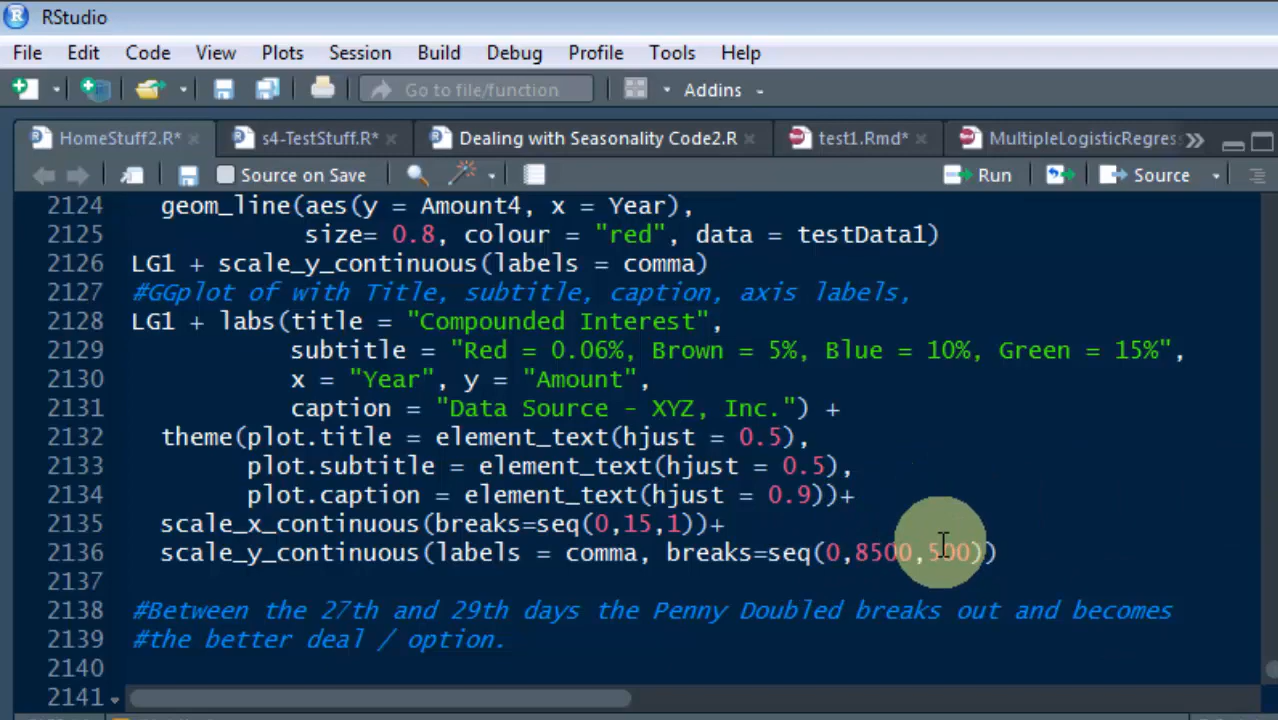 RStudio
File Edit Code View Plots Session Build Debug Profile Tools Help
Go to file/function Addins
HomeStuff2.R* s4-TestStuff.R* Dealing with Seasonality Code2.R test1.Rmd* MultipleLogisticRegres
Source on Save Run Source
2124 geom_line(aes(y = Amount4, x = Year),
2125 size= 0.8, colour = "red", data = testData1)
2126 LG1 + scale_y_continuous(labels = comma)
2127 #GGplot of with Title, subtitle, caption, axis labels,
2128 LG1 + labs(title = "Compounded Interest",
2129 subtitle = "Red = 0.06%, Brown = 5%, Blue = 10%, Green = 15%",
2130 x = "Year", y = "Amount",
2131 caption = "Data Source - XYZ, Inc.") +
2132 theme(plot.title = element_text(hjust = 0.5),
2133 plot.subtitle = element_text(hjust = 0.5),
2134 plot.caption = element_text(hjust = 0.9))+
2135 scale_x_continuous(breaks=seq(0,15,1))+
2136 scale_y_continuous(labels = comma, breaks=seq(0,8500,500))
2137
2138 #Between the 27th and 29th days the Penny Doubled breaks out and becomes
2139 #the better deal / option.
2140
2141